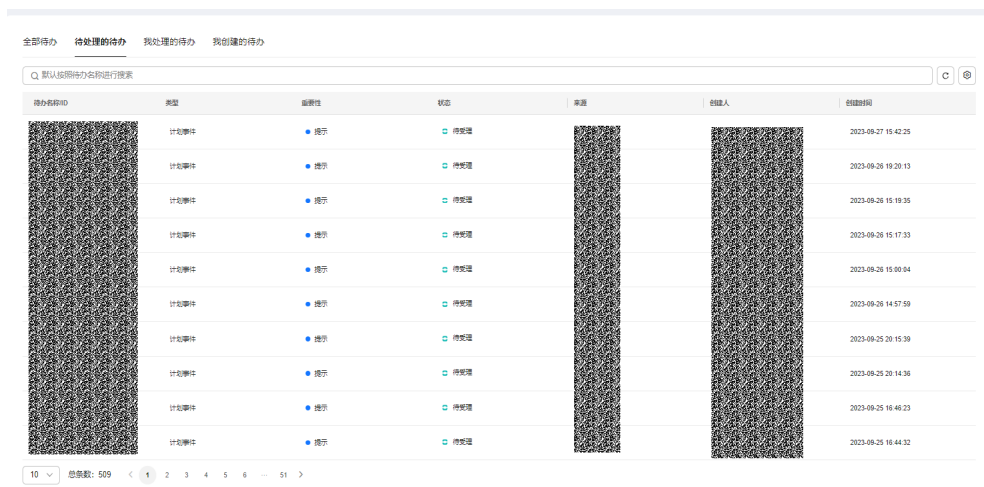 全部待办 待处理的待办 我处理的待办 我创建的待办
默认按照待办名称进行搜索
待办名称/ID 类型 重要性 状态 来源 创建人 创建时间
计划事件 提示 待受理 2023-09-27 15:42:25
计划事件 提示 待受理 2023-09-26 19:20:13
计划事件 提示 待受理 2023-09-26 15:19:35
计划事件 提示 待受理 2023-09-26 15:17:33
计划事件 提示 待受理 2023-09-26 15:00:04
计划事件 提示 待受理 2023-09-26 14:57:59
计划事件 提示 待受理 2023-09-25 20:15:39
计划事件 提示 待受理 2023-09-25 20:14:36
计划事件 提示 待受理 2023-09-25 16:46:23
计划事件 提示 待受理 2023-09-25 16:44:32
10 总条数: 509 < 1 2 3 4 5 6 ... 51 >